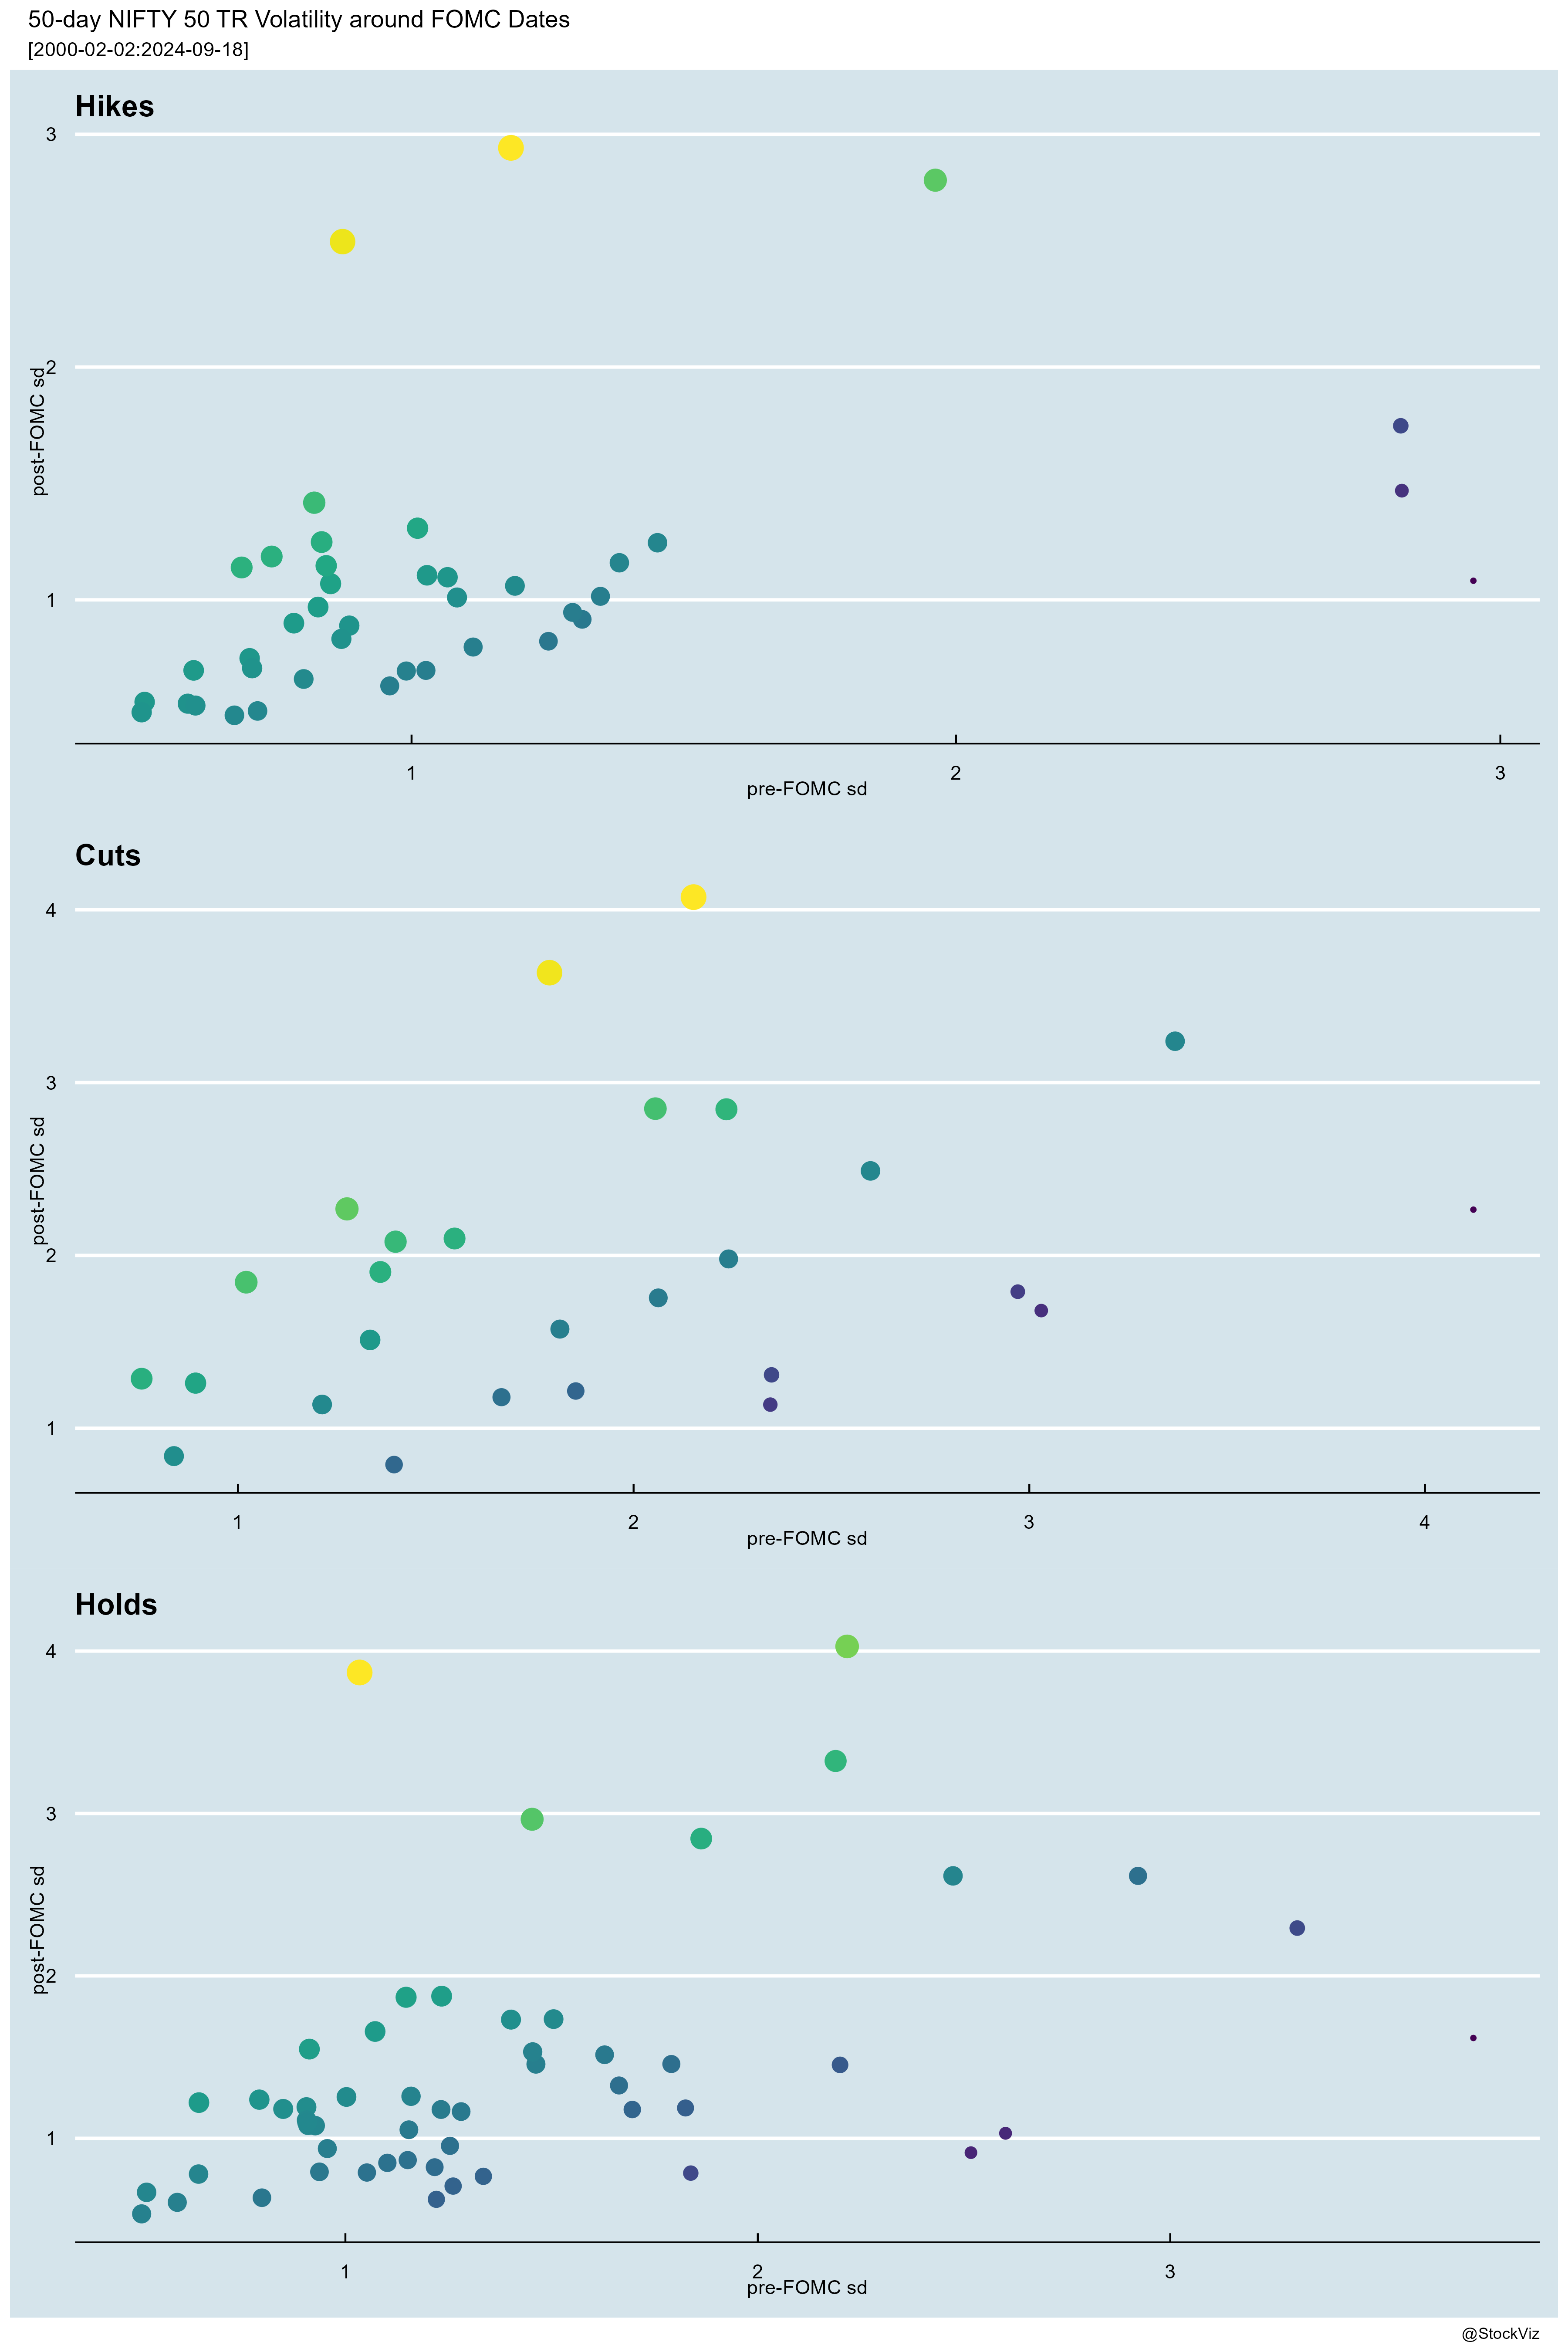 50-day NIFTY 50 TR Volatility around FOMC Dates
[2000-02-02:2024-09-18]
Hikes
3
2
1
post-FOMC sd
1 2 3
pre-FOMC sd
Cuts
4
3
2
1
post-FOMC sd
1 2 3 4
pre-FOMC sd
Holds
4
3
2
1
post-FOMC sd
1 2 3
pre-FOMC sd
@StockViz